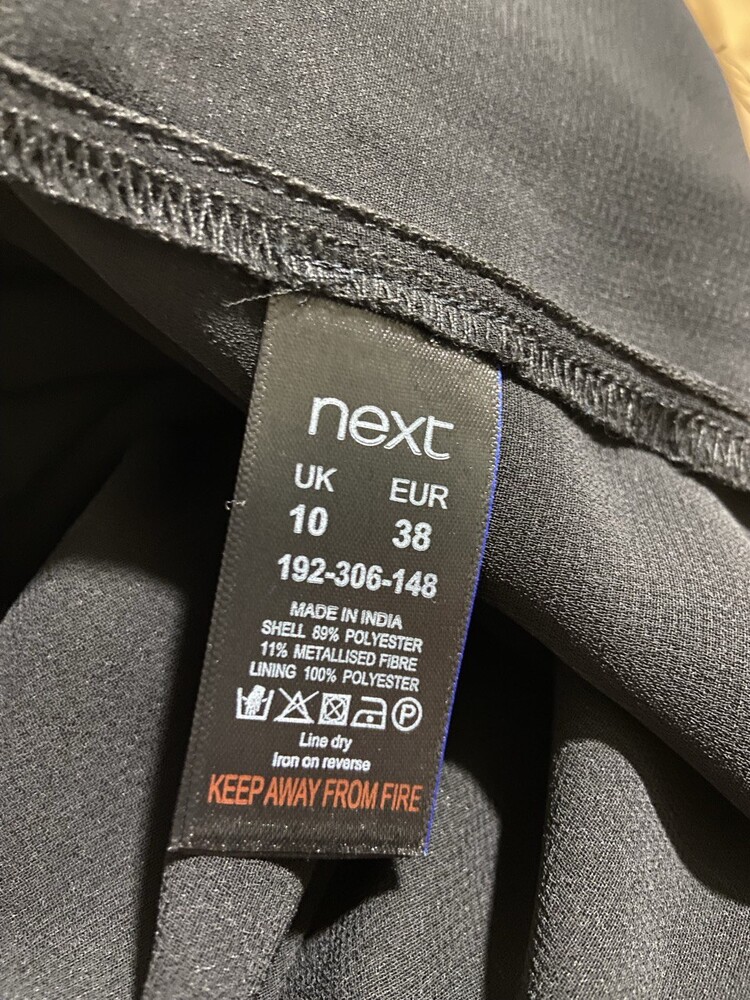 next
UK EUR
10 38
192-306-148
MADE IN INDIA
SHELL 89% POLYESTER
11% METALLISED FIBRE
LINING 100% POLYESTER
P
Line dry
Iron on reverse
KEEP AWAY FROM FIRE